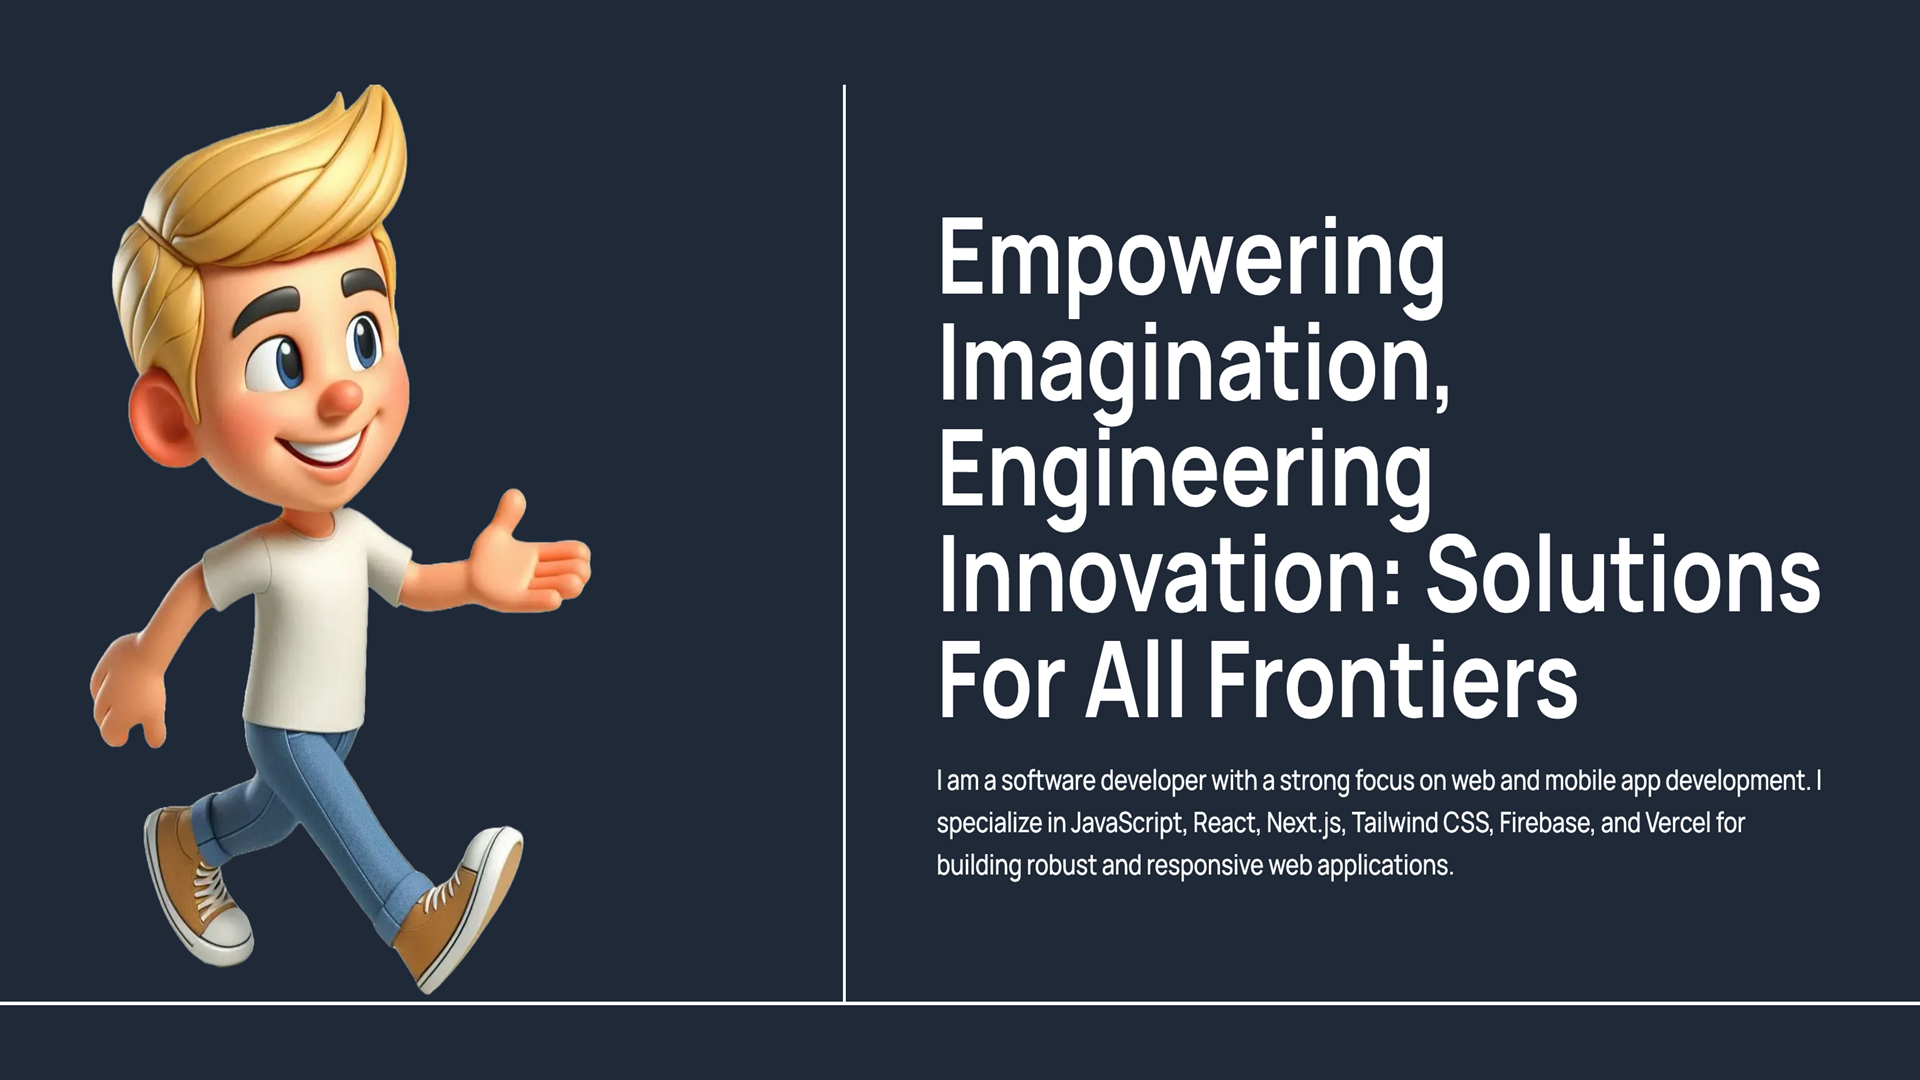 Empowering
Imagination,
Engineering
Innovation: Solutions
For All Frontiers
I am a software developer with a strong focus on web and mobile app development. I
specialize in JavaScript, React, Next.js, Tailwind CSS, Firebase, and Vercel for
building robust and responsive web applications.